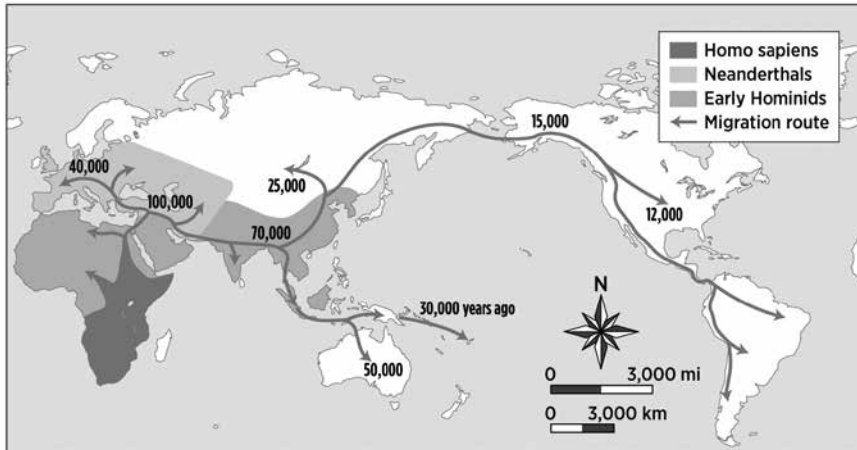 Homo sapiens
Neanderthals
Early Hominids
Migration route
15,000
40,000
25,000
100,000
12,000
70,000
N
30,000 years ago
50,000
0 3,000 mi
0 3,000 km